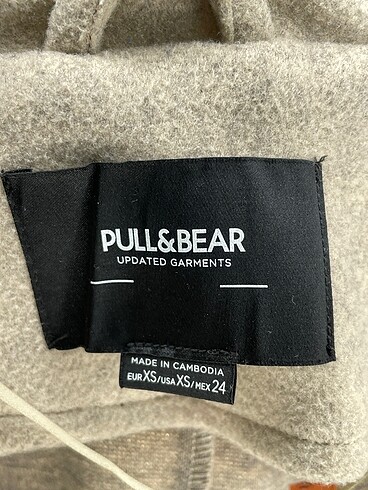 PULL&BEAR
UPDATED GARMENTS
MADE IN CAMBODIA
EUR XS/USA XS/MEX 24